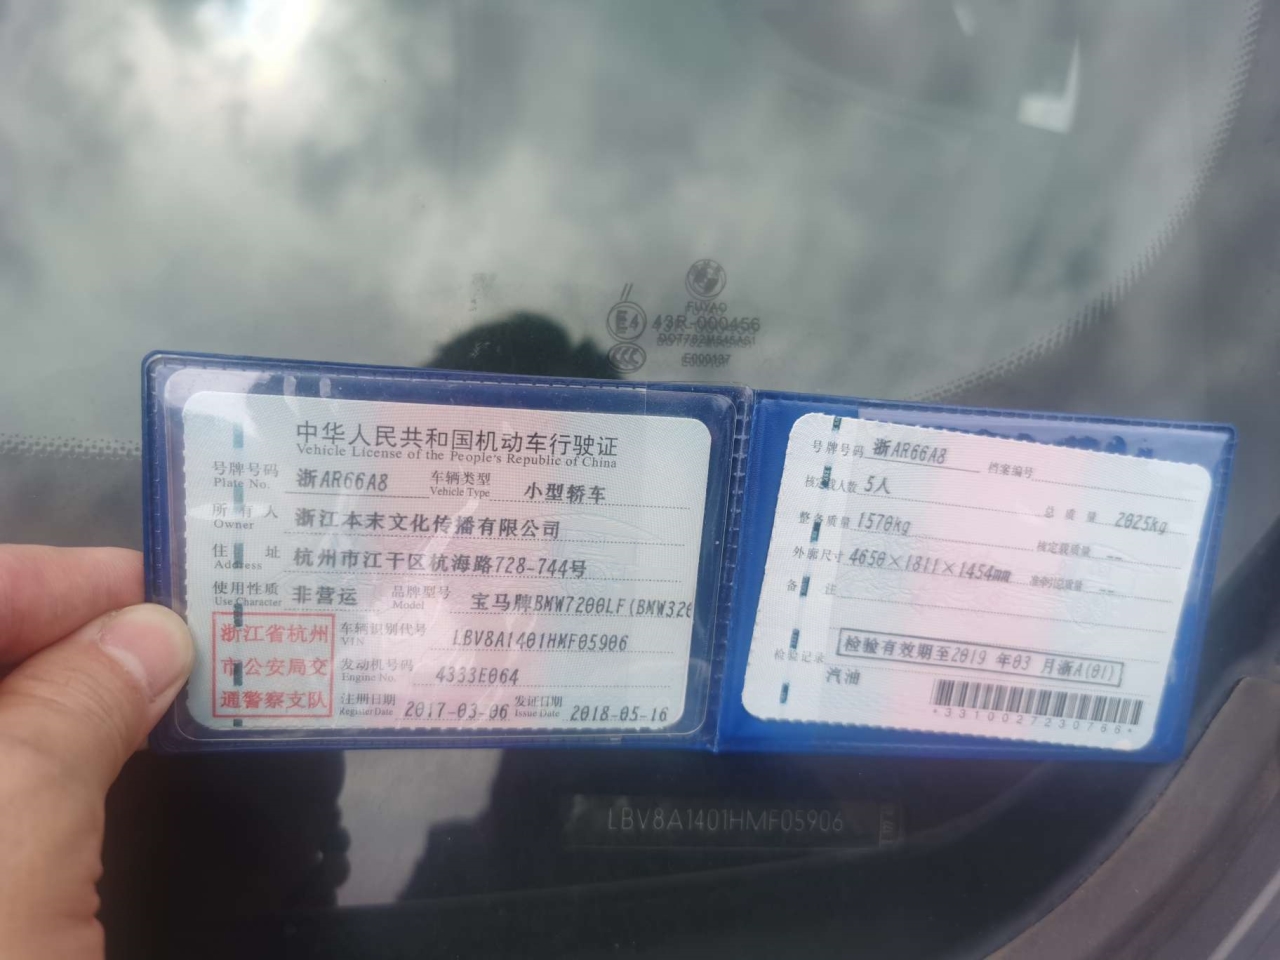 FUYAO
E4 43R-000456
E000197
中华人民共和国机动车行驶证
Vehicle License of the People's Republic of China
号牌号码 浙AR66A8 车辆类型 小型轿车
Plate No. Vehicle Type
所有人 浙江本末文化传播有限公司
Owner
住址 杭州市江干区杭海路728-744号
Address
使用性质 非营运 品牌型号 宝马牌BMW7200LF(BMW320
Use Character Model
浙江省杭州
市公安局交
通警察支队
车辆识别代号 LBV8A1401HMF05906
VIN
发动机号码 4333E064
Engine No.
注册日期 2017-03-06 发证日期 2018-05-16
Register Date Issue Date
号牌号码 浙AR66A8 档案编号
核定载人数 5人 总质量 2025kg
整备质量 1570kg 核定载质量 --
外廓尺寸 4650×1811×1454mm 准牵引总质量 --
备注
检验有效期至2019 年03 月浙A(01)
检验记录
汽油
*3310027230786*
LBV8A1401HMF05906